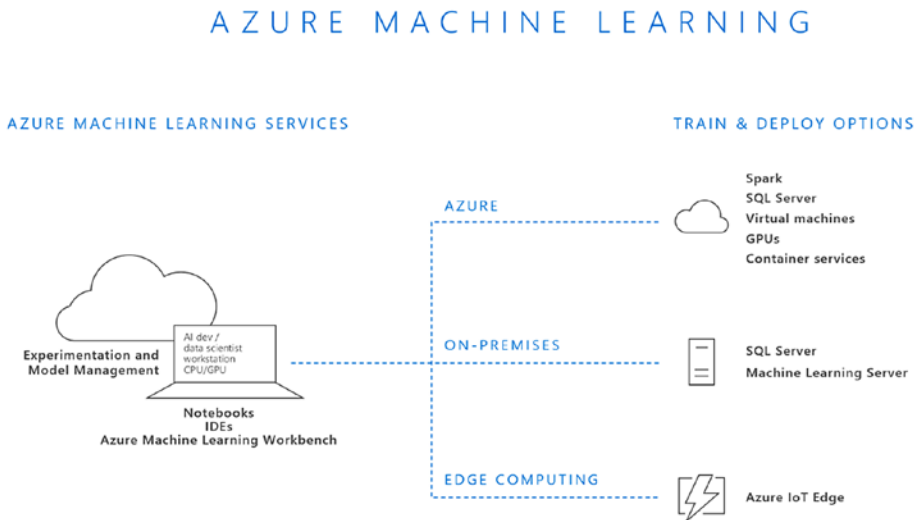 AZURE MACHINE LEARNING
AZURE MACHINE LEARNING SERVICES
TRAIN & DEPLOY OPTIONS
AZURE
Spark
SQL Server
Virtual machines
GPUs
Container services
Experimentation and
Model Management
AI dev /
data scientist
workstation
CPU/GPU
Notebooks
IDEs
Azure Machine Learning Workbench
ON-PREMISES
SQL Server
Machine Learning Server
EDGE COMPUTING
Azure IoT Edge